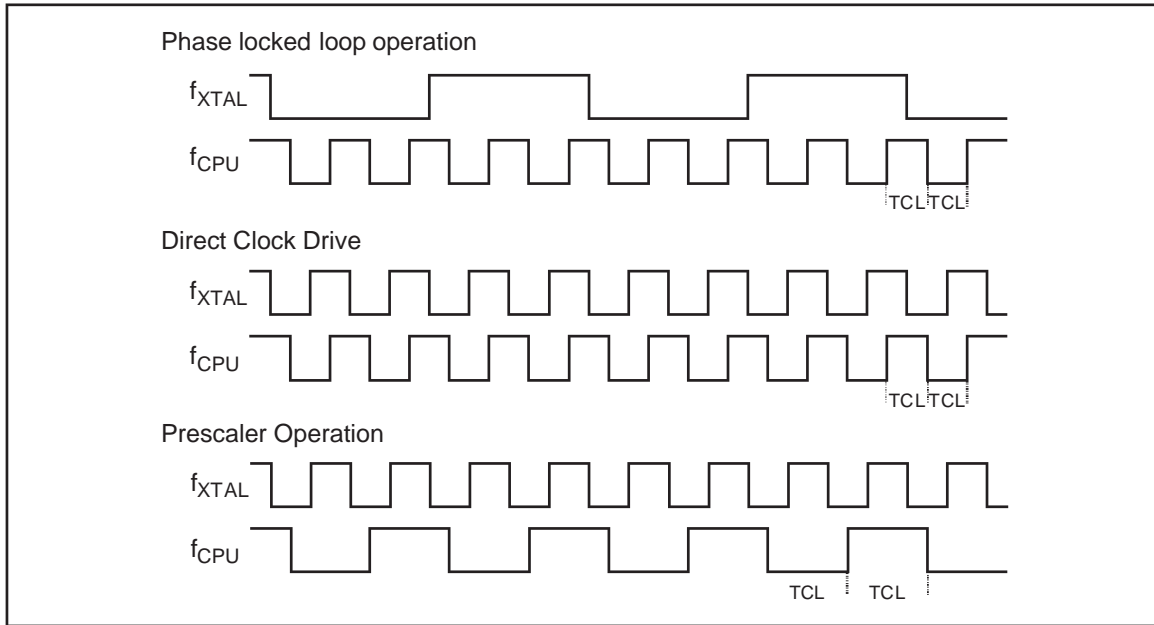 Phase locked loop operation
fXTAL
fCPU
TCL TCL
Direct Clock Drive
fXTAL
fCPU
TCL TCL
Prescaler Operation
fXTAL
fCPU
TCL TCL